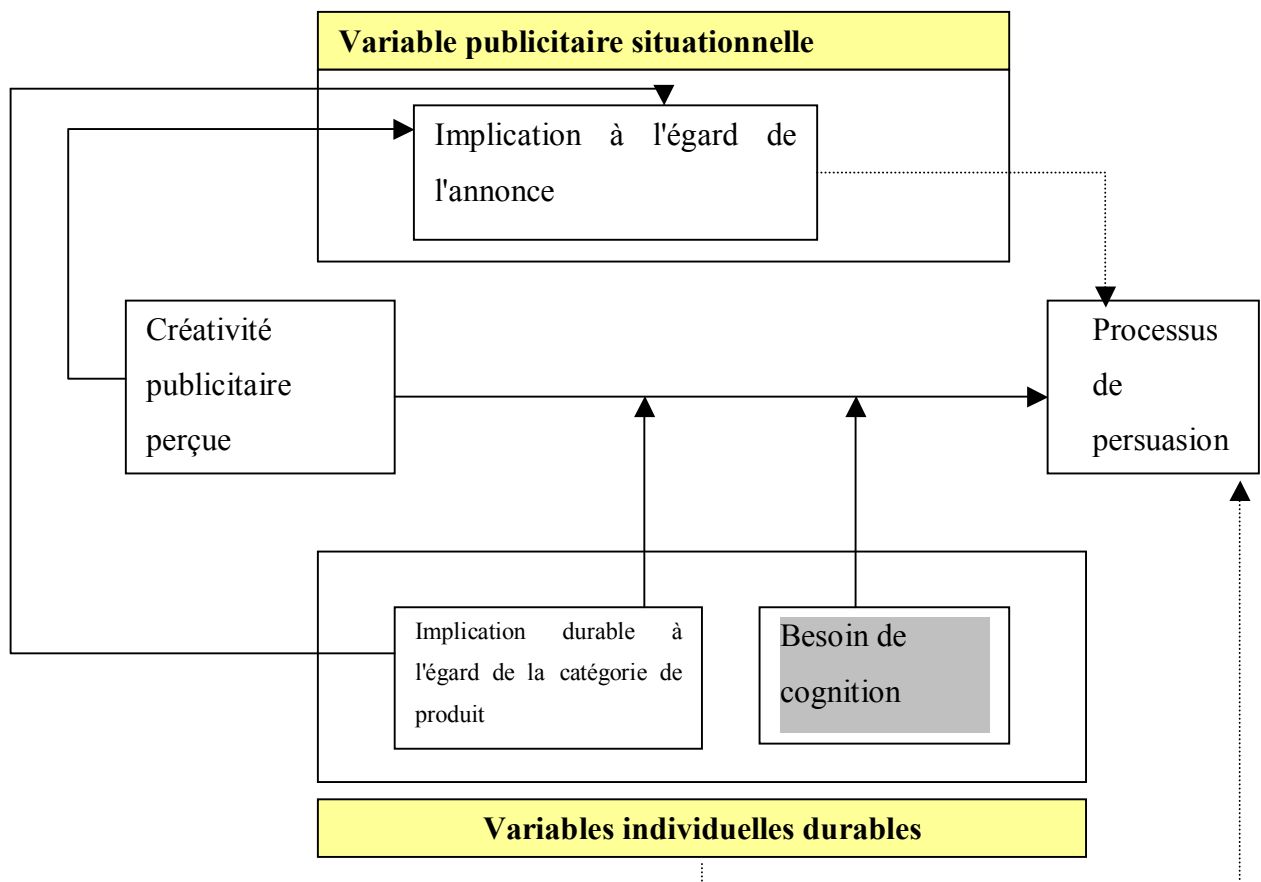 Variable publicitaire situationnelle
Implication à l'égard de
l'annonce
Créativité
publicitaire
perçue
Processus
de
persuasion
Implication durable à
l'égard de la catégorie de
produit
Besoin de
cognition
Variables individuelles durables